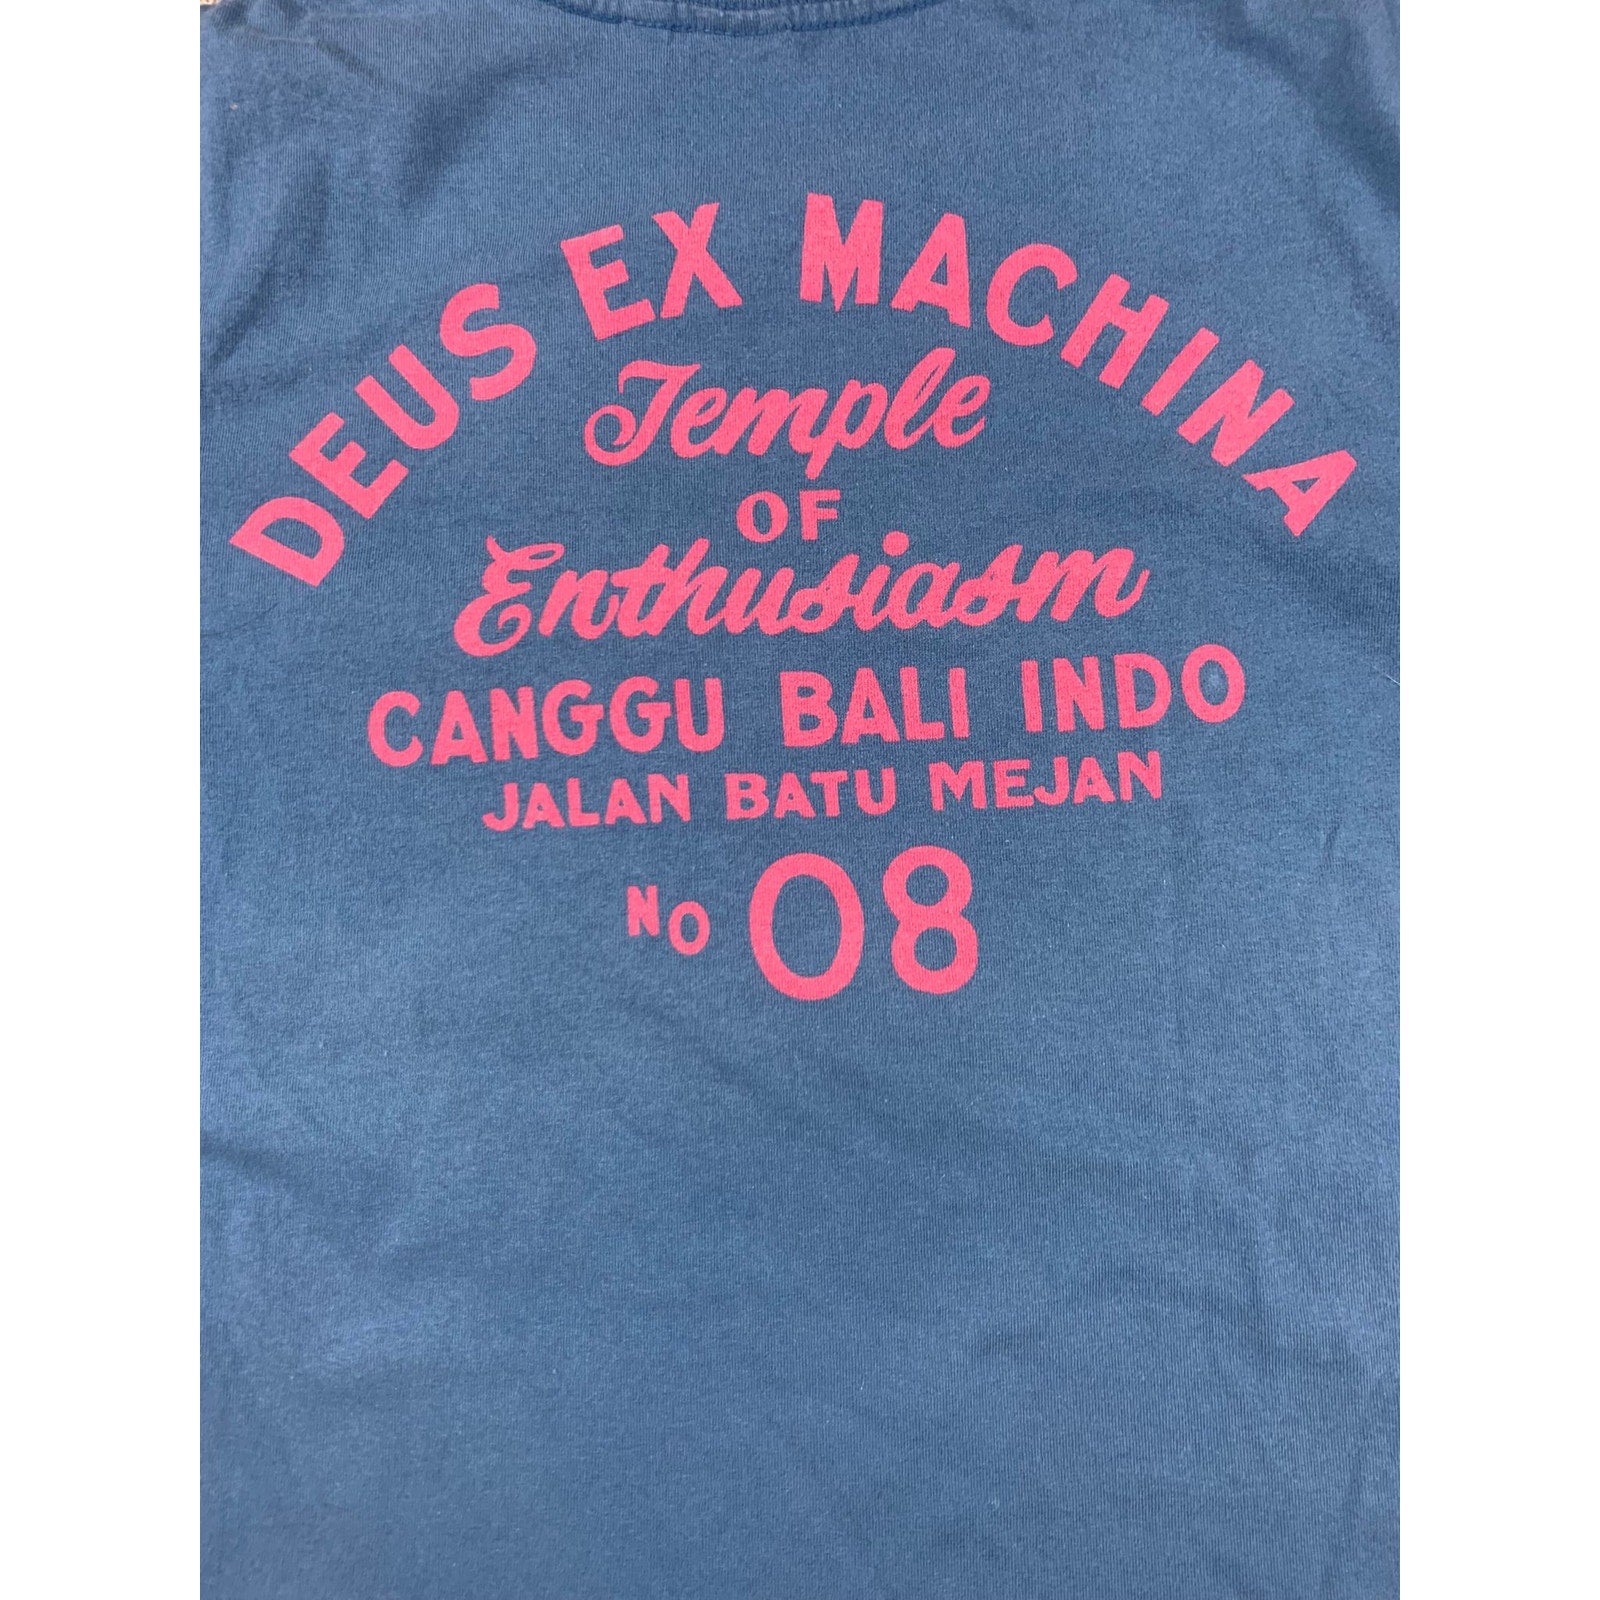 DEUS EX MACHINA
Temple
OF
Enthusiasm
CANGGU BALI INDO
JALAN BATU MEJAN
NO 08